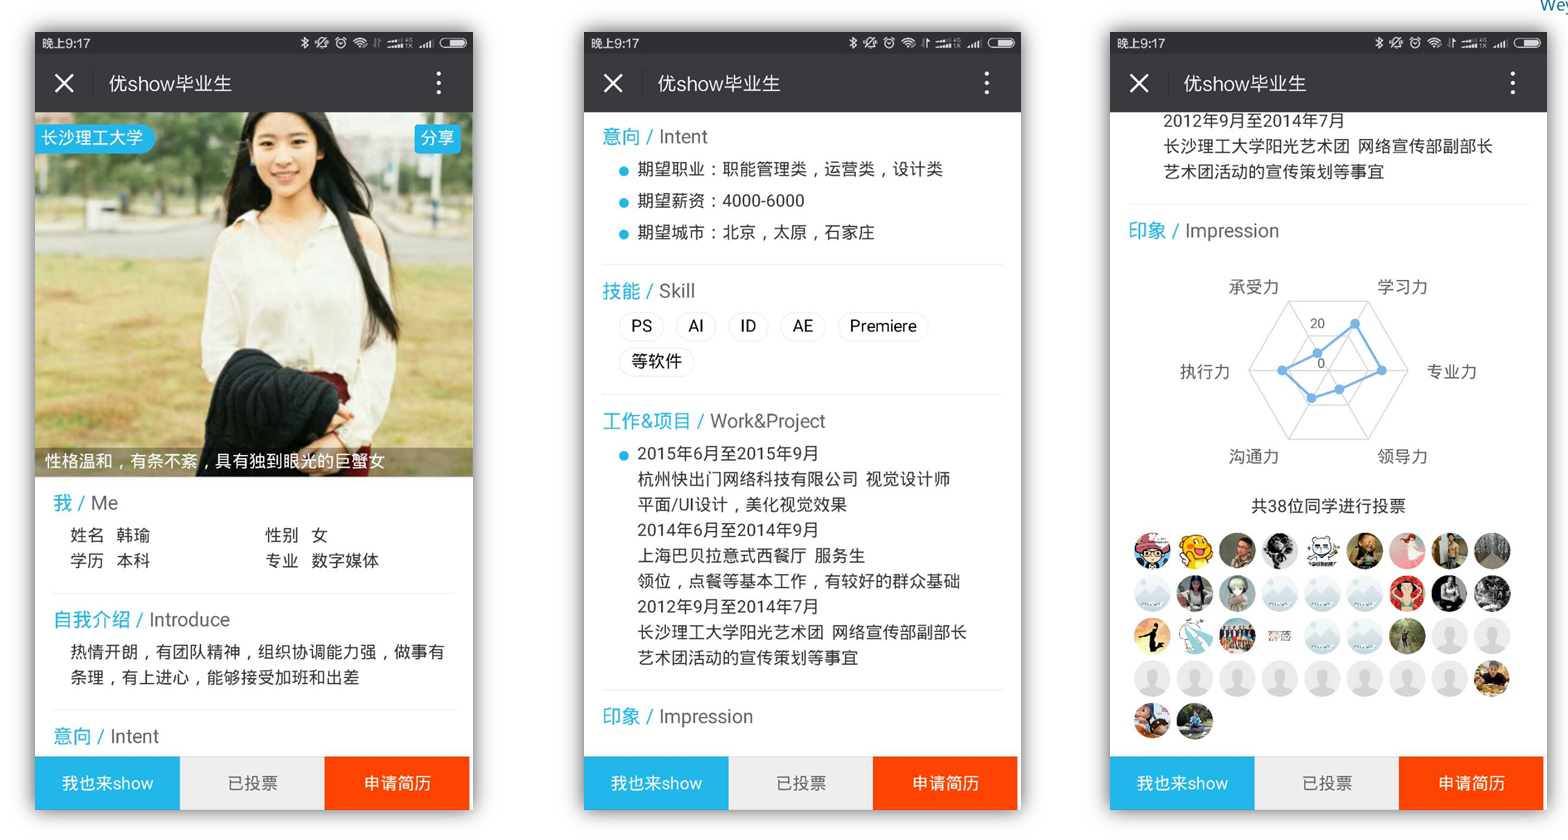 Wey
晚上9:17
优show毕业生
长沙理工大学
分享
性格温和，有条不紊，具有独到眼光的巨蟹女
我 / Me
姓名 韩瑜 性别 女
学历 本科 专业 数字媒体
自我介绍 / Introduce
热情开朗，有团队精神，组织协调能力强，做事有
条理，有上进心，能够接受加班和出差
意向 / Intent
我也来show 已投票 申请简历
晚上9:17
优show毕业生
意向 / Intent
期望职业：职能管理类，运营类，设计类
期望薪资：4000-6000
期望城市：北京，太原，石家庄
技能 / Skill
PS AI ID AE Premiere
等软件
工作&项目 / Work&Project
2015年6月至2015年9月
杭州快出门网络科技有限公司 视觉设计师
平面/UI设计，美化视觉效果
2014年6月至2014年9月
上海巴贝拉意式西餐厅 服务生
领位，点餐等基本工作，有较好的群众基础
2012年9月至2014年7月
长沙理工大学阳光艺术团 网络宣传部副部长
艺术团活动的宣传策划等事宜
印象 / Impression
我也来show 已投票 申请简历
晚上9:17
优show毕业生
2012年9月至2014年7月
长沙理工大学阳光艺术团 网络宣传部副部长
艺术团活动的宣传策划等事宜
印象 / Impression
承受力 学习力
20
0
执行力 专业力
沟通力 领导力
共38位同学进行投票
我也来show 已投票 申请简历